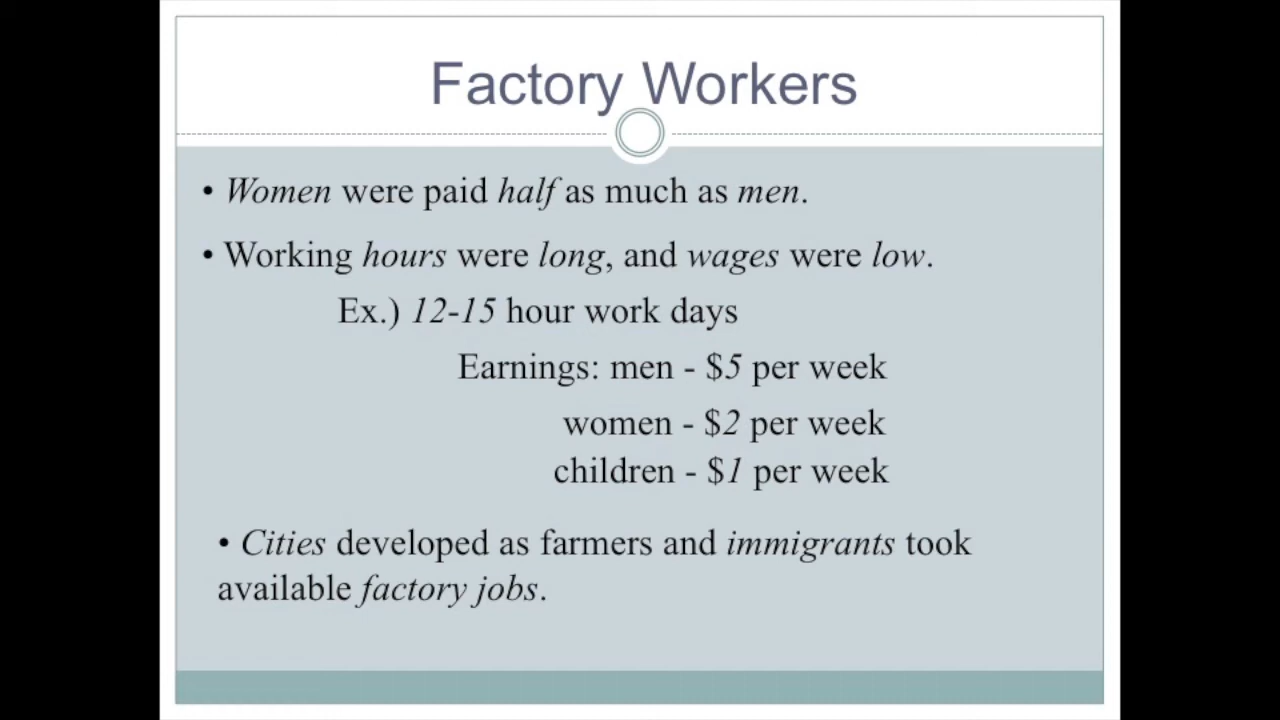 Factory Workers
• Women were paid half as much as men.
• Working hours were long, and wages were low.
Ex.) 12-15 hour work days
Earnings: men - $5 per week
women - $2 per week
children - $1 per week
• Cities developed as farmers and immigrants took
available factory jobs.